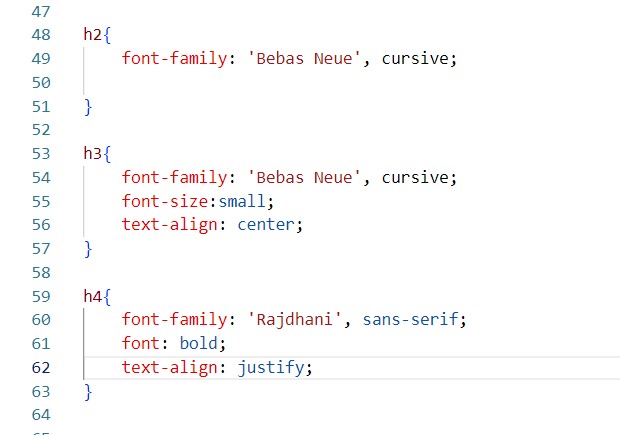 47
48 h2{
49 font-family: 'Bebas Neue', cursive;
50
51 }
52
53 h3{
54 font-family: 'Bebas Neue', cursive;
55 font-size:small;
56 text-align: center;
57 }
58
59 h4{
60 font-family: 'Rajdhani', sans-serif;
61 font: bold;
62 text-align: justify;
63 }
64